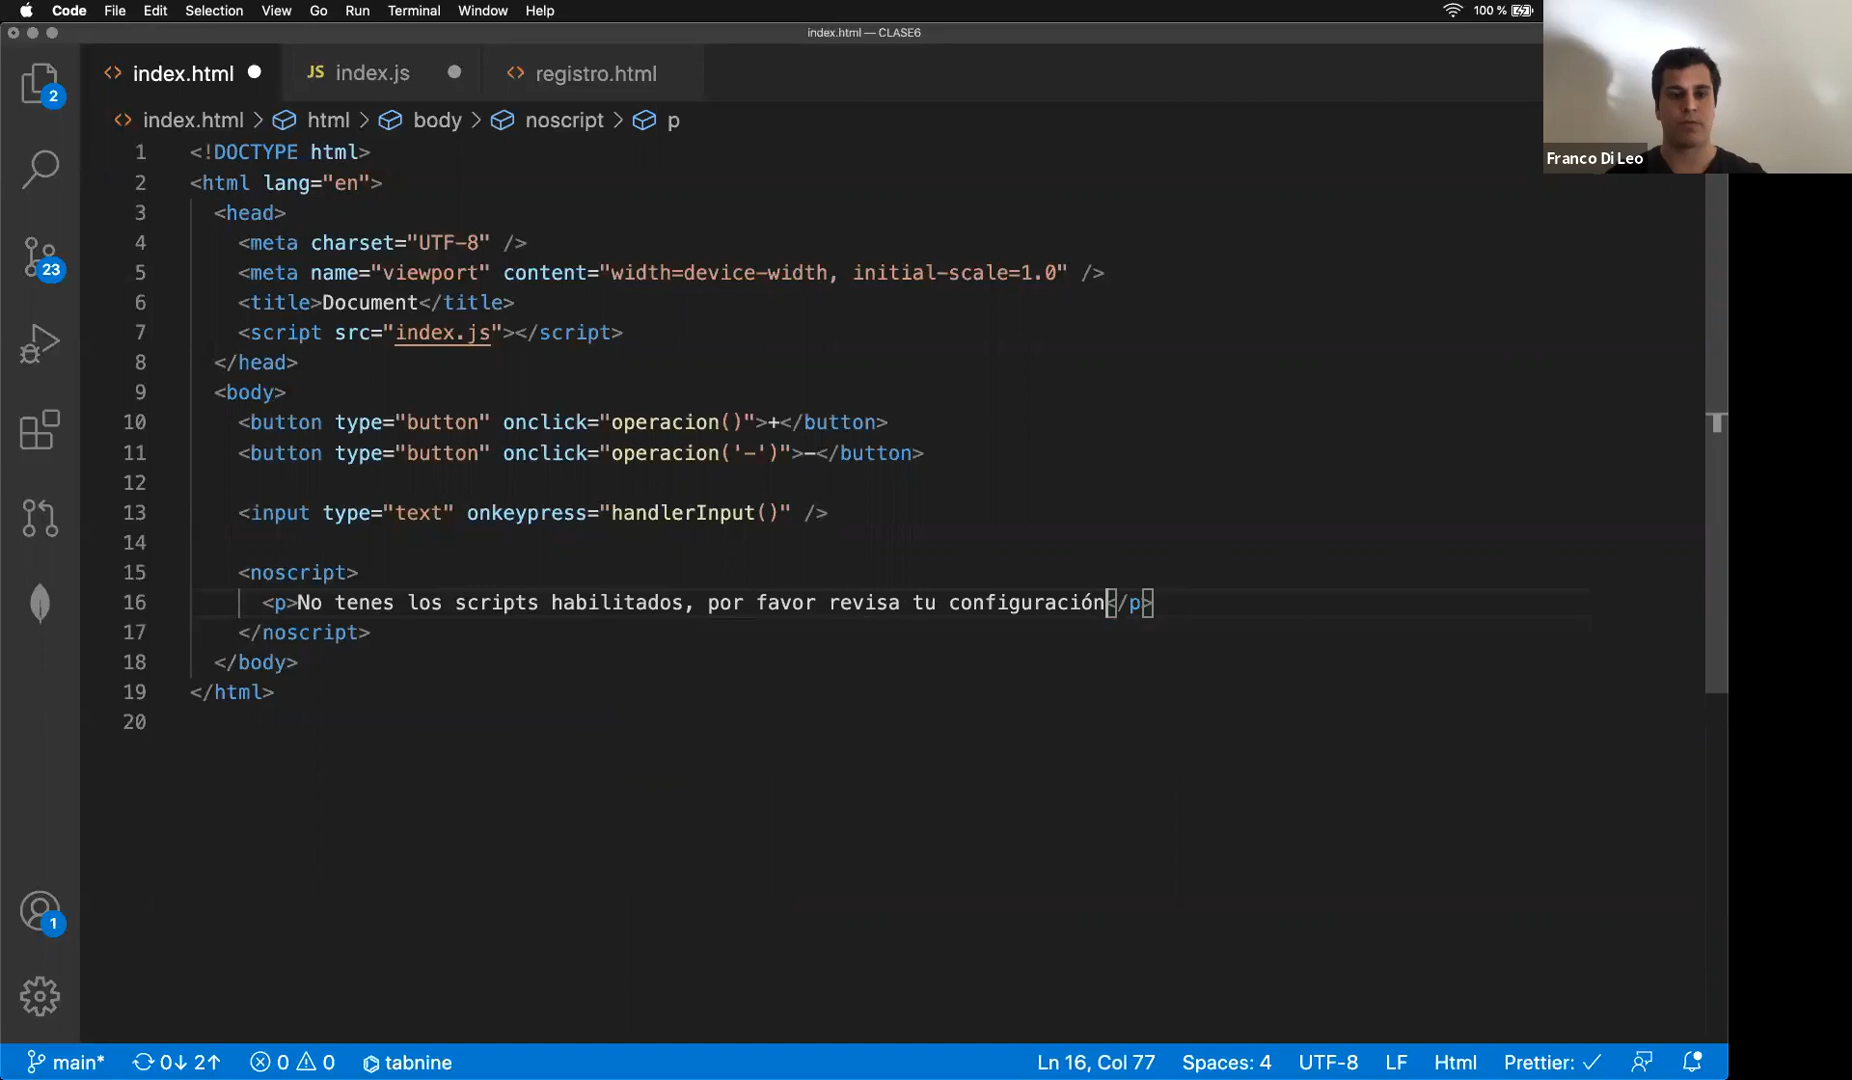 Code File Edit Selection View Go Run Terminal Window Help 100 %
index.html — CLASE6
index.html JS index.js registro.html
index.html > html > body > noscript > p
Franco Di Leo
2
23
1
1 <!DOCTYPE html>
2 <html lang="en">
3 <head>
4 <meta charset="UTF-8" />
5 <meta name="viewport" content="width=device-width, initial-scale=1.0" />
6 <title>Document</title>
7 <script src="index.js"></script>
8 </head>
9 <body>
10 <button type="button" onclick="operacion()">+</button>
11 <button type="button" onclick="operacion('-')">-</button>
12
13 <input type="text" onkeypress="handlerInput()" />
14
15 <noscript>
16 <p>No tenes los scripts habilitados, por favor revisa tu configuración</p>
17 </noscript>
18 </body>
19 </html>
20
main* 0↓ 2↑ 0 0 tabnine Ln 16, Col 77 Spaces: 4 UTF-8 LF Html Prettier: ✓